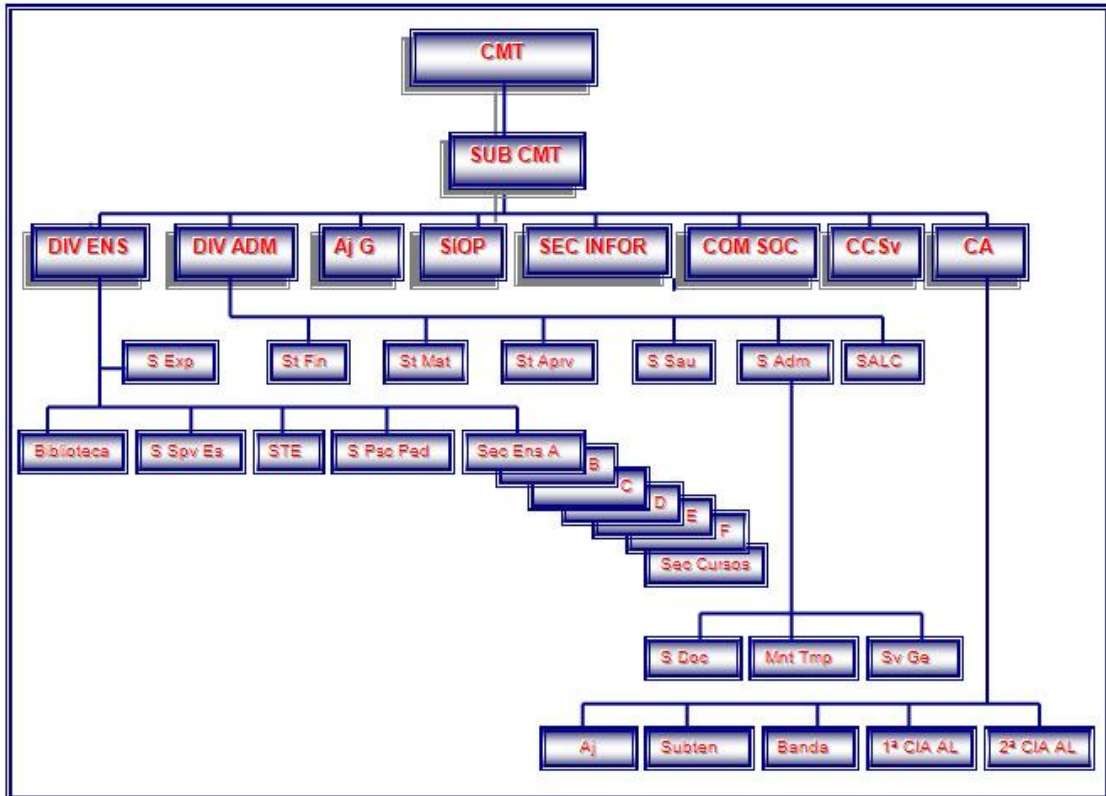 CMT
SUB CMT
DIV ENS
DIV ADM
Aj G
SIOP
SEC INFOR
COM SOC
CCSv
CA
S Exp
St Fin
St Mat
St Aprv
S Sau
S Adm
SALC
Biblioteca
S Spv Es
STE
S Psc Ped
Sec Ens A
B
C
D
E
F
Sec Cursos
S Doc
Mnt Tmp
Sv Ge
Aj
Subten
Banda
1ª CIA AL
2ª CIA AL